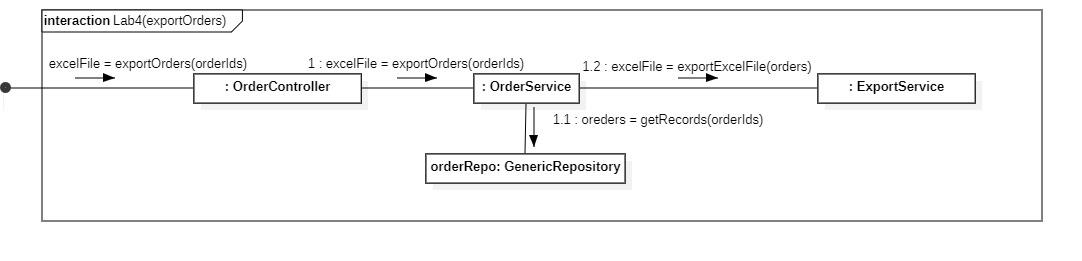 interaction Lab4(exportOrders)
excelFile = exportOrders(orderIds)
1 : excelFile = exportOrders(orderIds)
1.2 : excelFile = exportExcelFile(orders)
: OrderController
: OrderService
: ExportService
1.1 : oreders = getRecords(orderIds)
orderRepo: GenericRepository